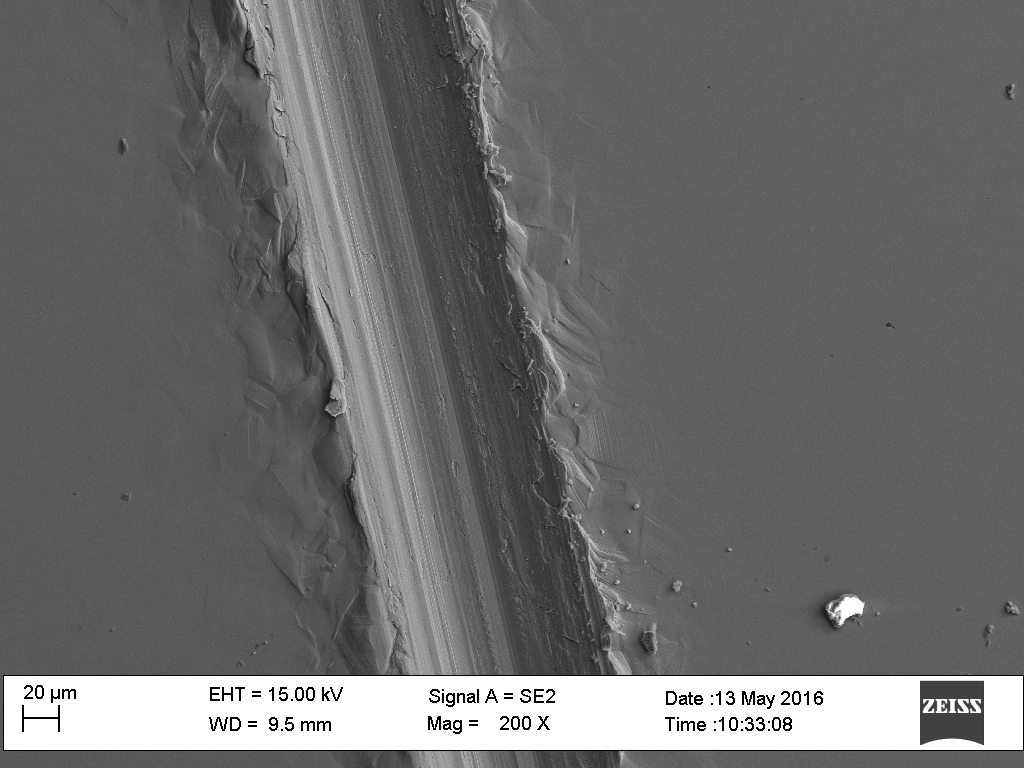 20 µm
EHT = 15.00 kV
Signal A = SE2
Date :13 May 2016
WD = 9.5 mm
Mag = 200 X
Time :10:33:08
ZEISS